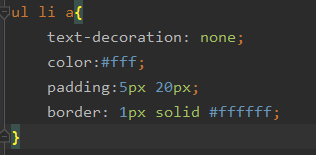 ul li a{
text-decoration: none;
color:#fff;
padding:5px 20px;
border: 1px solid #ffffff;
}